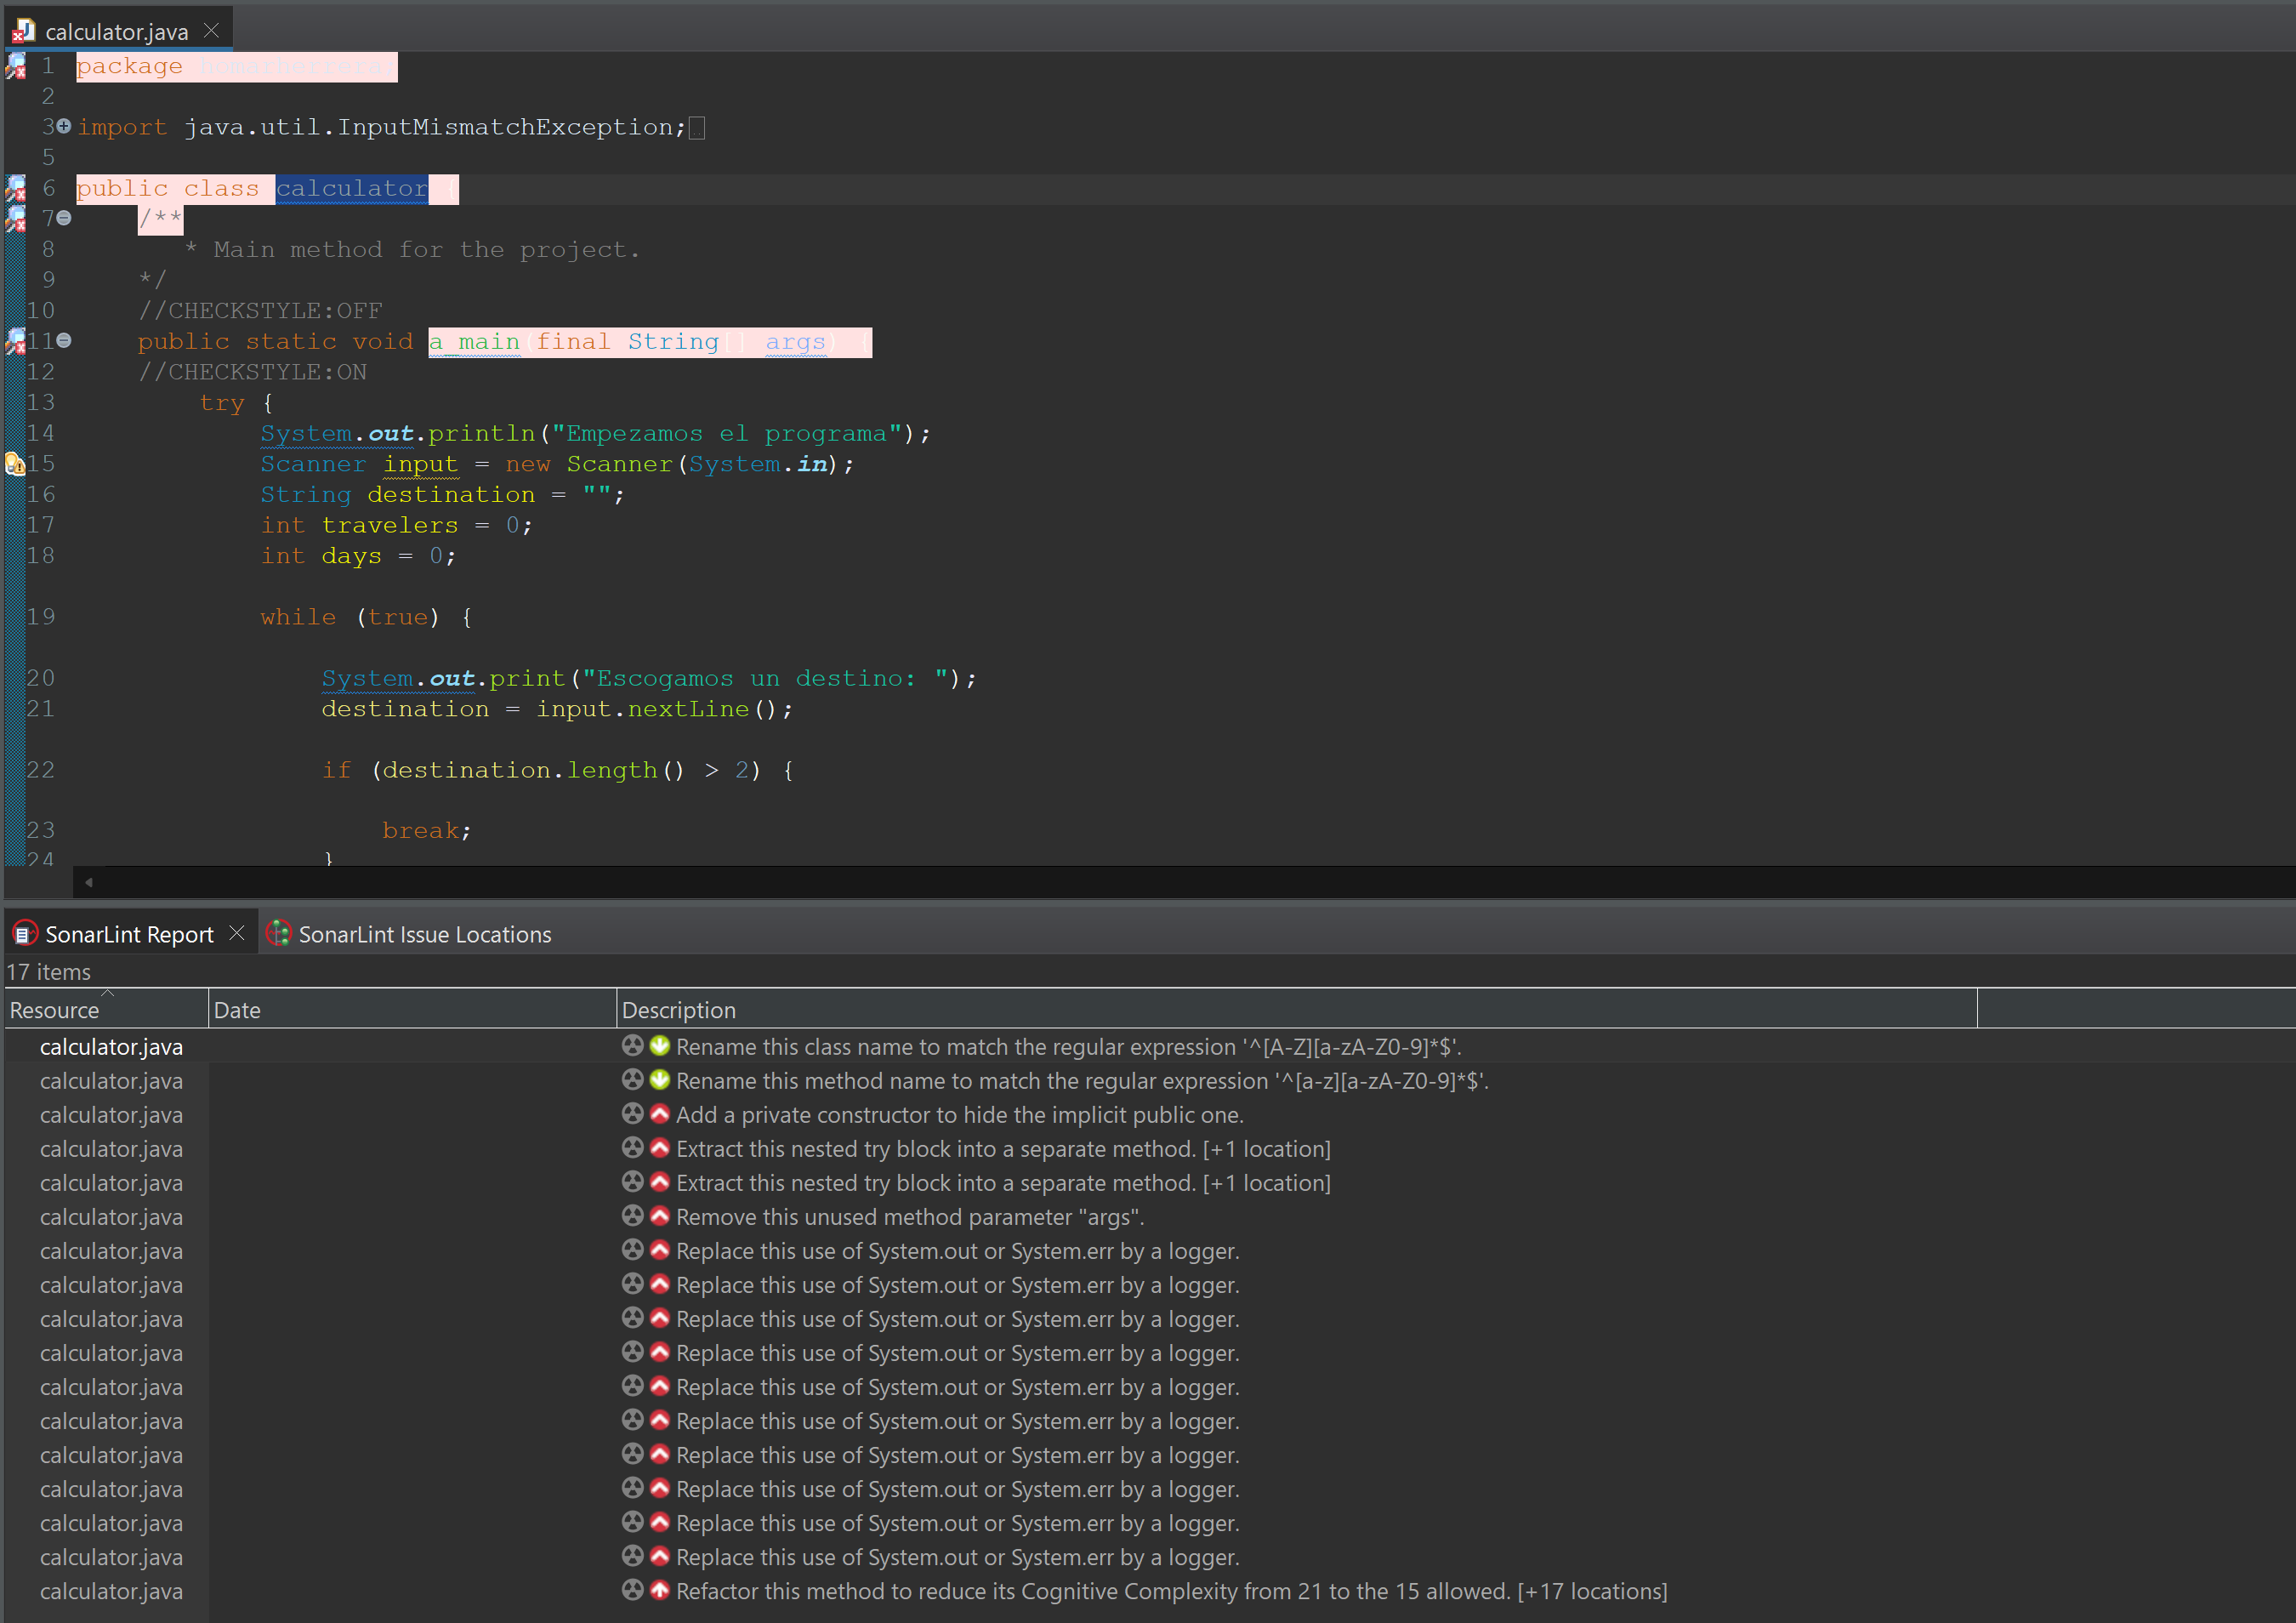 calculator.java
1 package
2
3 import java.util.InputMismatchException;
5
6 public class calculator {
7 /**
8 * Main method for the project.
9 */
10 //CHECKSTYLE:OFF
11 public static void a_main(final String[] args) {
12 //CHECKSTYLE:ON
13 try {
14 System.out.println("Empezamos el programa");
15 Scanner input = new Scanner(System.in);
16 String destination = "";
17 int travelers = 0;
18 int days = 0;
19 while (true) {
20 System.out.print("Escogamos un destino: ");
21 destination = input.nextLine();
22 if (destination.length() > 2) {
23 break;
24 }
SonarLint Report SonarLint Issue Locations
17 items
Resource Date Description
calculator.java Rename this class name to match the regular expression '^[A-Z][a-zA-Z0-9]*$'.
calculator.java Rename this method name to match the regular expression '^[a-z][a-zA-Z0-9]*$'.
calculator.java Add a private constructor to hide the implicit public one.
calculator.java Extract this nested try block into a separate method. [+1 location]
calculator.java Extract this nested try block into a separate method. [+1 location]
calculator.java Remove this unused method parameter "args".
calculator.java Replace this use of System.out or System.err by a logger.
calculator.java Replace this use of System.out or System.err by a logger.
calculator.java Replace this use of System.out or System.err by a logger.
calculator.java Replace this use of System.out or System.err by a logger.
calculator.java Replace this use of System.out or System.err by a logger.
calculator.java Replace this use of System.out or System.err by a logger.
calculator.java Replace this use of System.out or System.err by a logger.
calculator.java Replace this use of System.out or System.err by a logger.
calculator.java Replace this use of System.out or System.err by a logger.
calculator.java Replace this use of System.out or System.err by a logger.
calculator.java Refactor this method to reduce its Cognitive Complexity from 21 to the 15 allowed. [+17 locations]